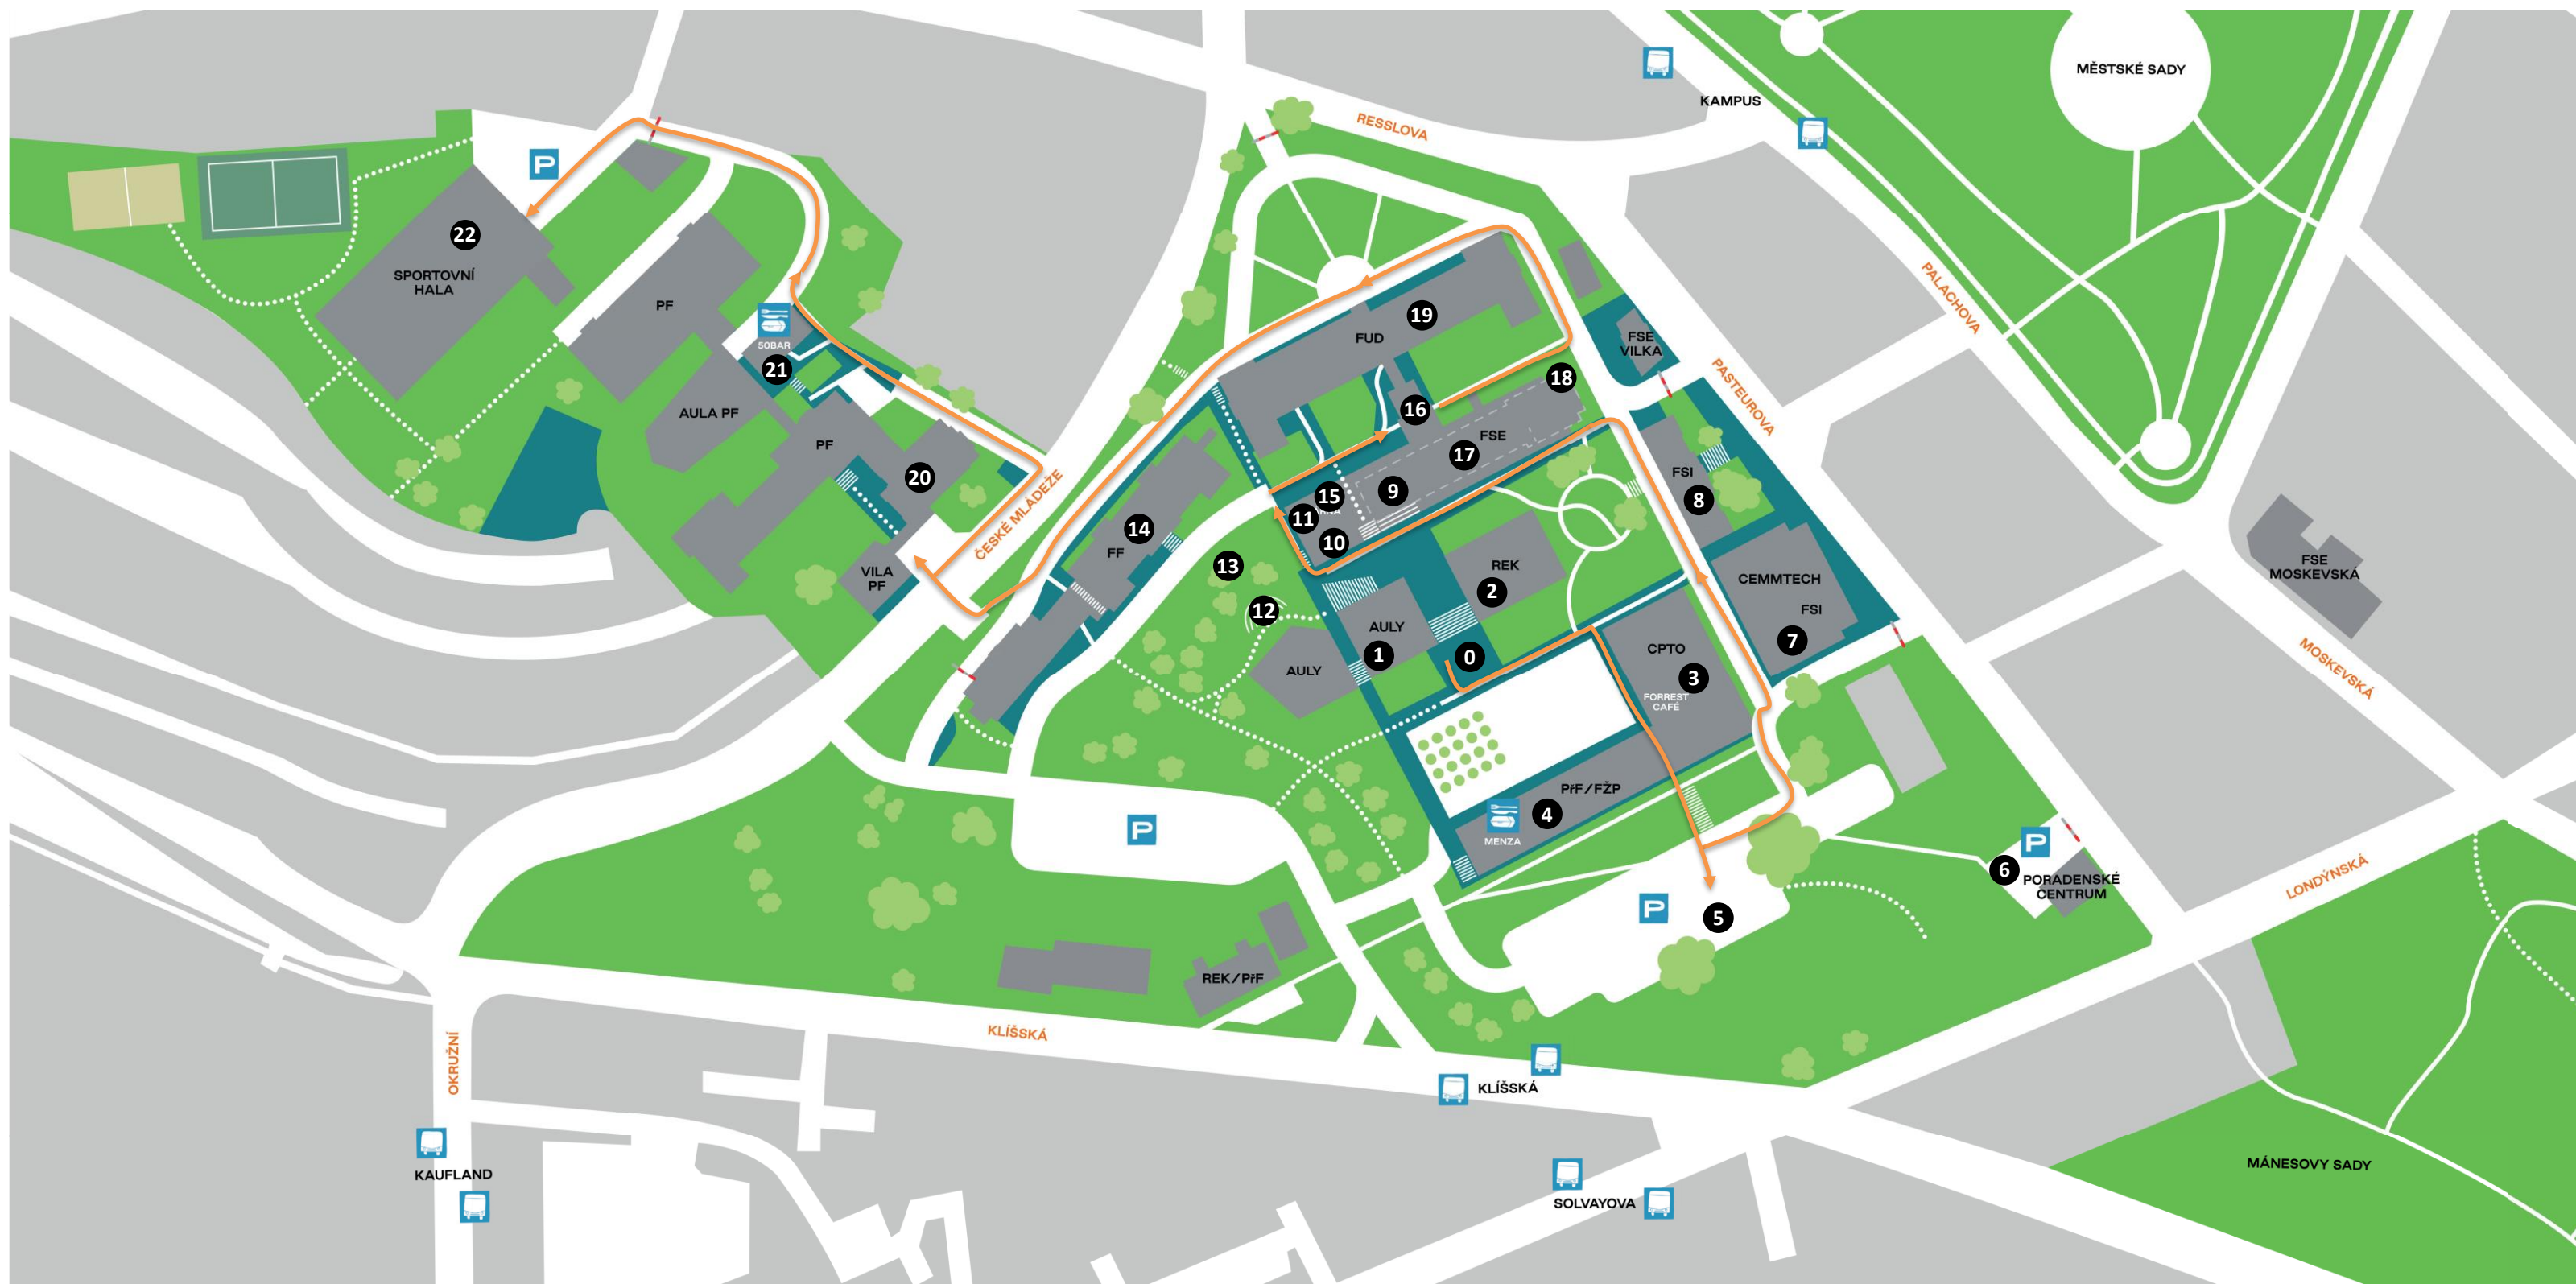 MĚSTSKÉ SADY
KAMPUS
RESSLOVA
P
22
SPORTOVNÍ
HALA
PF
50BAR
21
AULA PF
PF
20
VILA
PF
ČESKÉ MLÁDEŽE
19
FUD
18
16
FSE
17
9
15
11
10
14
FF
13
12
FSE
VILKA
PASTEUROVA
PALACHOVA
FSI
8
REK
2
AULY
1
AULY
0
CEMMTECH
FSI
7
CPTO
3
FORREST
CAFÉ
PřF/FŽP
4
MENZA
FSE
MOSKEVSKÁ
MOSKEVSKÁ
P
P
5
6
P
PORADENSKÉ
CENTRUM
LONDÝNSKÁ
REK/PřF
KLÍŠSKÁ
OKRUŽNÍ
KLÍŠSKÁ
KAUFLAND
SOLVAYOVA
MÁNESOVY SADY